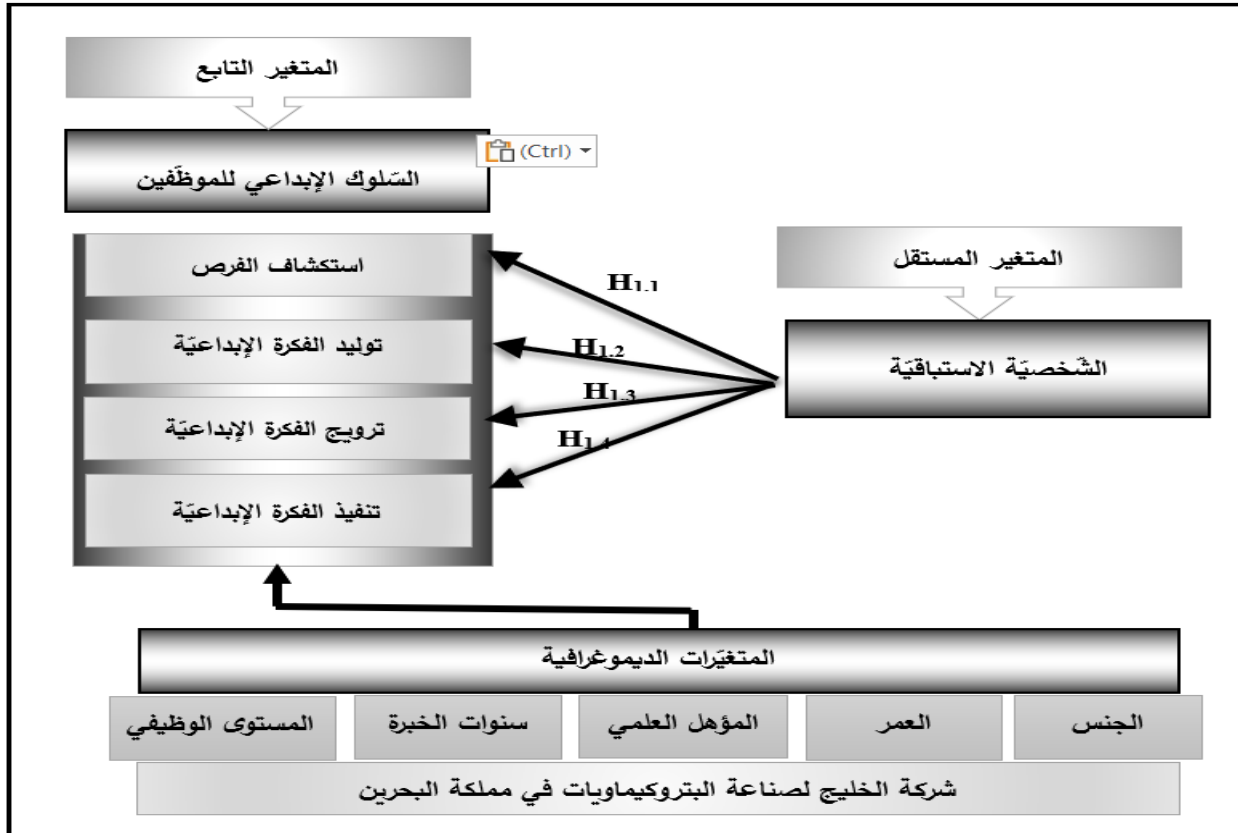 المتغير التابع
السّلوك الإبداعي للموظّفين
(Ctrl)
استكشاف الفرص
توليد الفكرة الإبداعيّة
ترويج الفكرة الإبداعيّة
تنفيذ الفكرة الإبداعيّة
H1.1
H1.2
H1.3
H1.4
المتغير المستقل
الشّخصيّة الاستباقيّة
المتغيّرات الديموغرافية
الجنس
العمر
المؤهل العلمي
سنوات الخبرة
المستوى الوظيفي
شركة الخليج لصناعة البتروكيماويات في مملكة البحرين